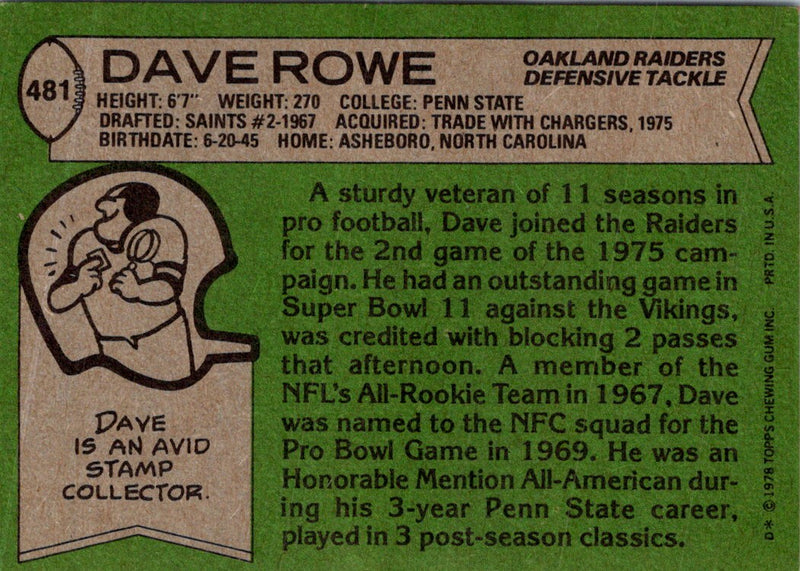 481
DAVE ROWE
OAKLAND RAIDERS
DEFENSIVE TACKLE
HEIGHT: 6'7" WEIGHT: 270 COLLEGE: PENN STATE
DRAFTED: SAINTS #2-1967 ACQUIRED: TRADE WITH CHARGERS, 1975
BIRTHDATE: 6-20-45 HOME: ASHEBORO, NORTH CAROLINA
A sturdy veteran of 11 seasons in
pro football, Dave joined the Raiders
for the 2nd game of the 1975 cam-
paign. He had an outstanding game in
Super Bowl 11 against the Vikings,
was credited with blocking 2 passes
that afternoon. A member of the
NFL's All-Rookie Team in 1967, Dave
was named to the NFC squad for the
Pro Bowl Game in 1969. He was an
Honorable Mention All-American dur-
ing his 3-year Penn State career,
played in 3 post-season classics.
DAVE
IS AN AVID
STAMP
COLLECTOR.
D* © 1978 TOPPS CHEWING GUM INC. PRTD. IN U.S.A.